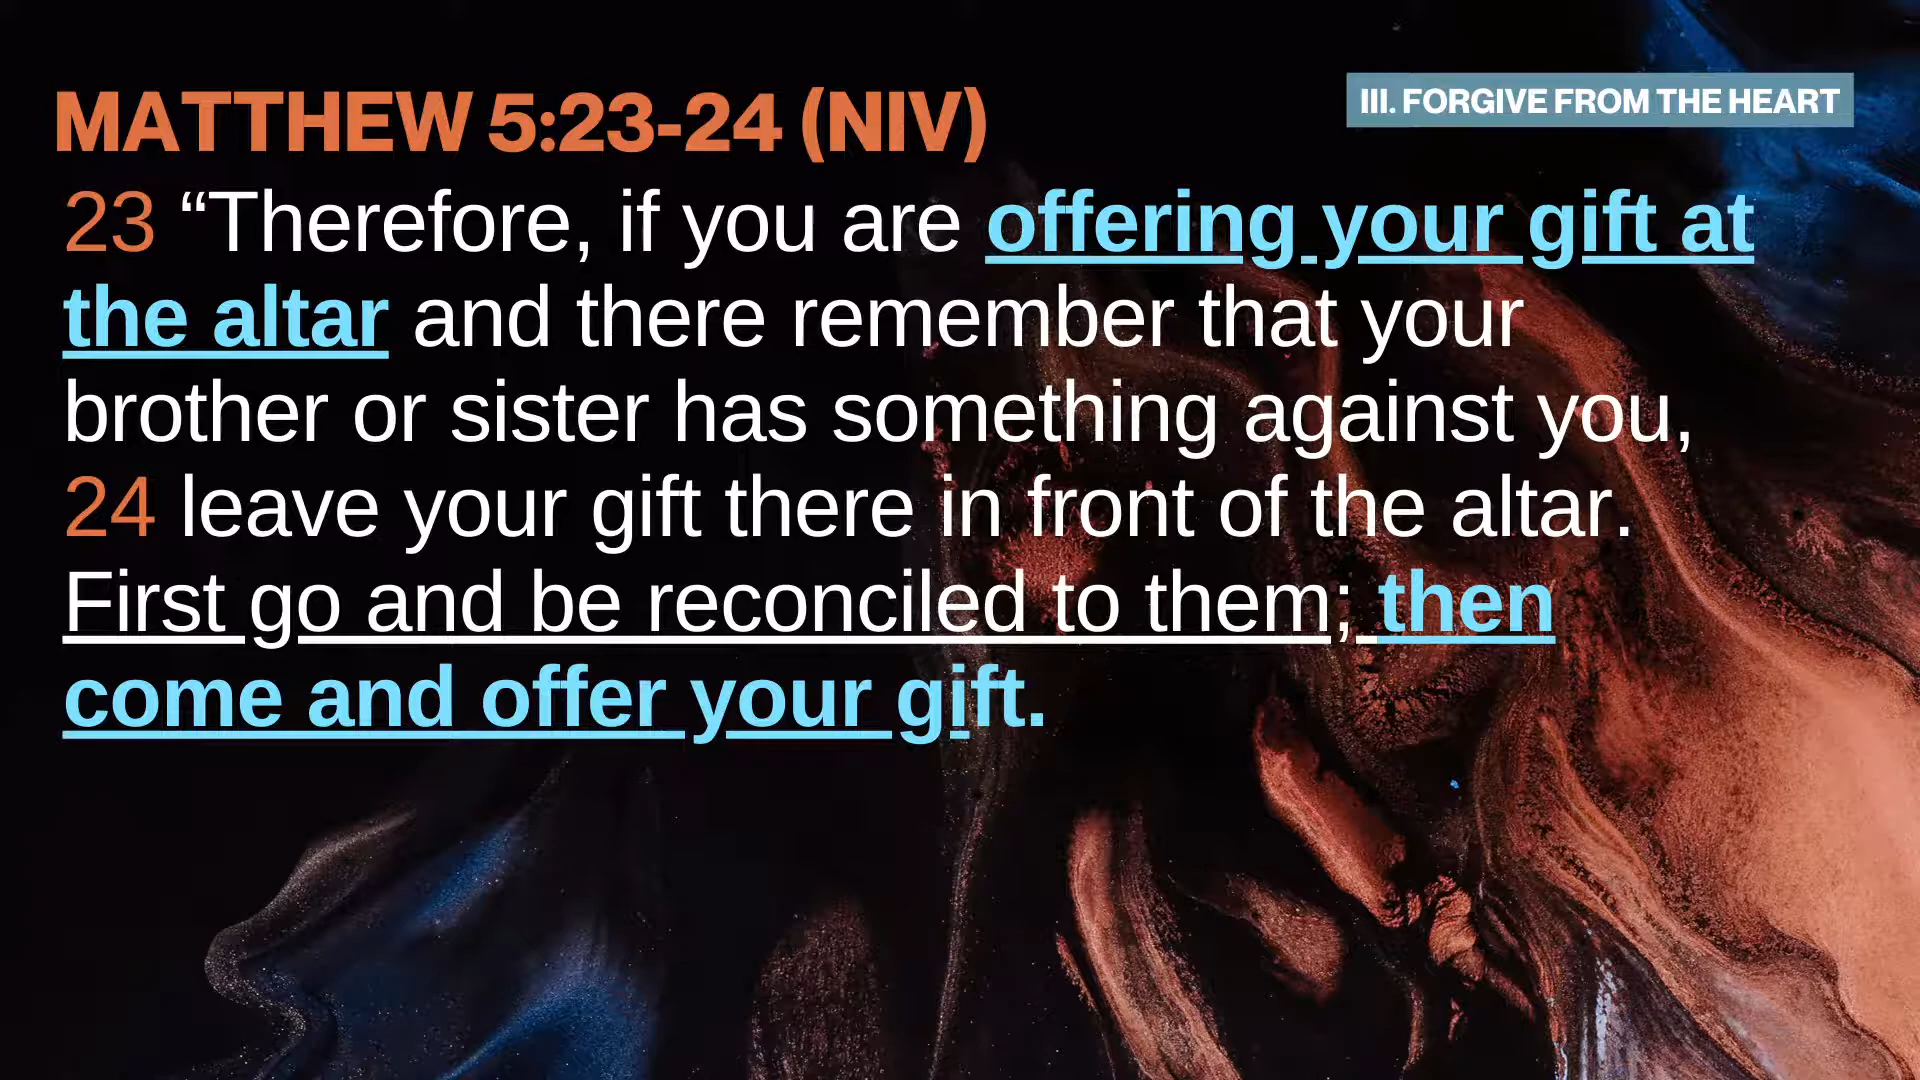 MATTHEW 5:23-24 (NIV)
III. FORGIVE FROM THE HEART
23 “Therefore, if you are offering your gift at
the altar and there remember that your
brother or sister has something against you,
24 leave your gift there in front of the altar.
First go and be reconciled to them; then
come and offer your gift.